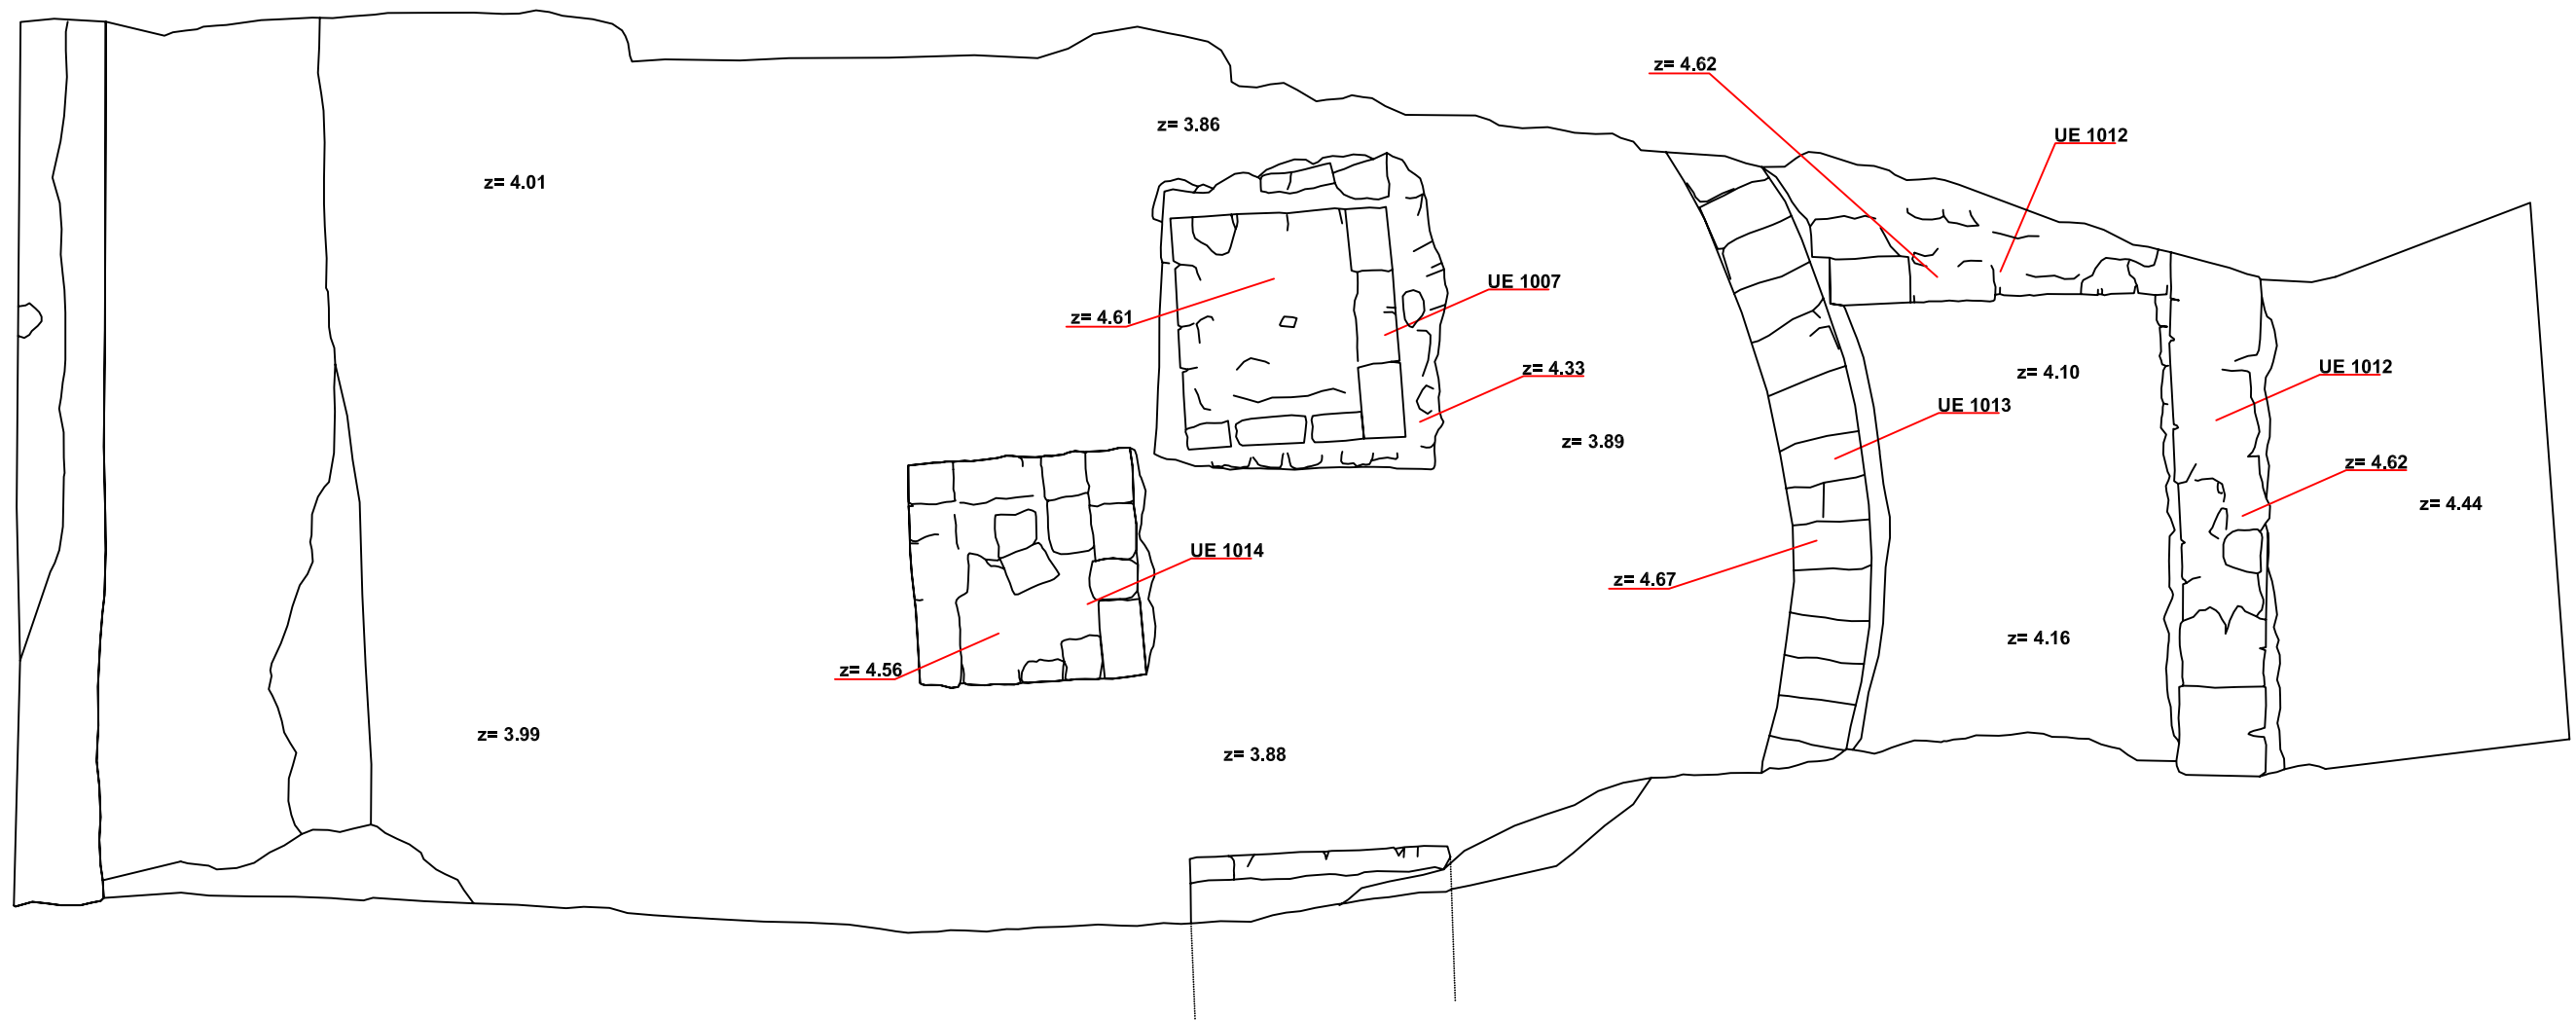 z= 4.62
z= 3.86
UE 1012
z= 4.01
UE 1007
z= 4.61
z= 4.33
UE 1012
z= 4.10
UE 1013
z= 3.89
z= 4.62
z= 4.44
UE 1014
z= 4.67
z= 4.16
z= 4.56
z= 3.99
z= 3.88